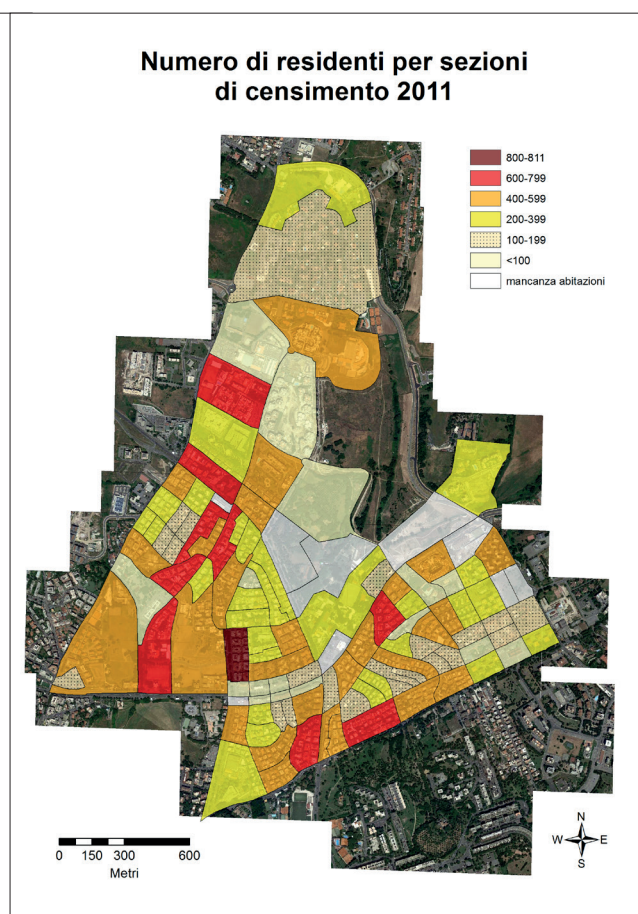 Numero di residenti per sezioni
di censimento 2011
800-811
600-799
400-599
200-399
100-199
<100
mancanza abitazioni
N
W E
S
0 150 300 600
Metri